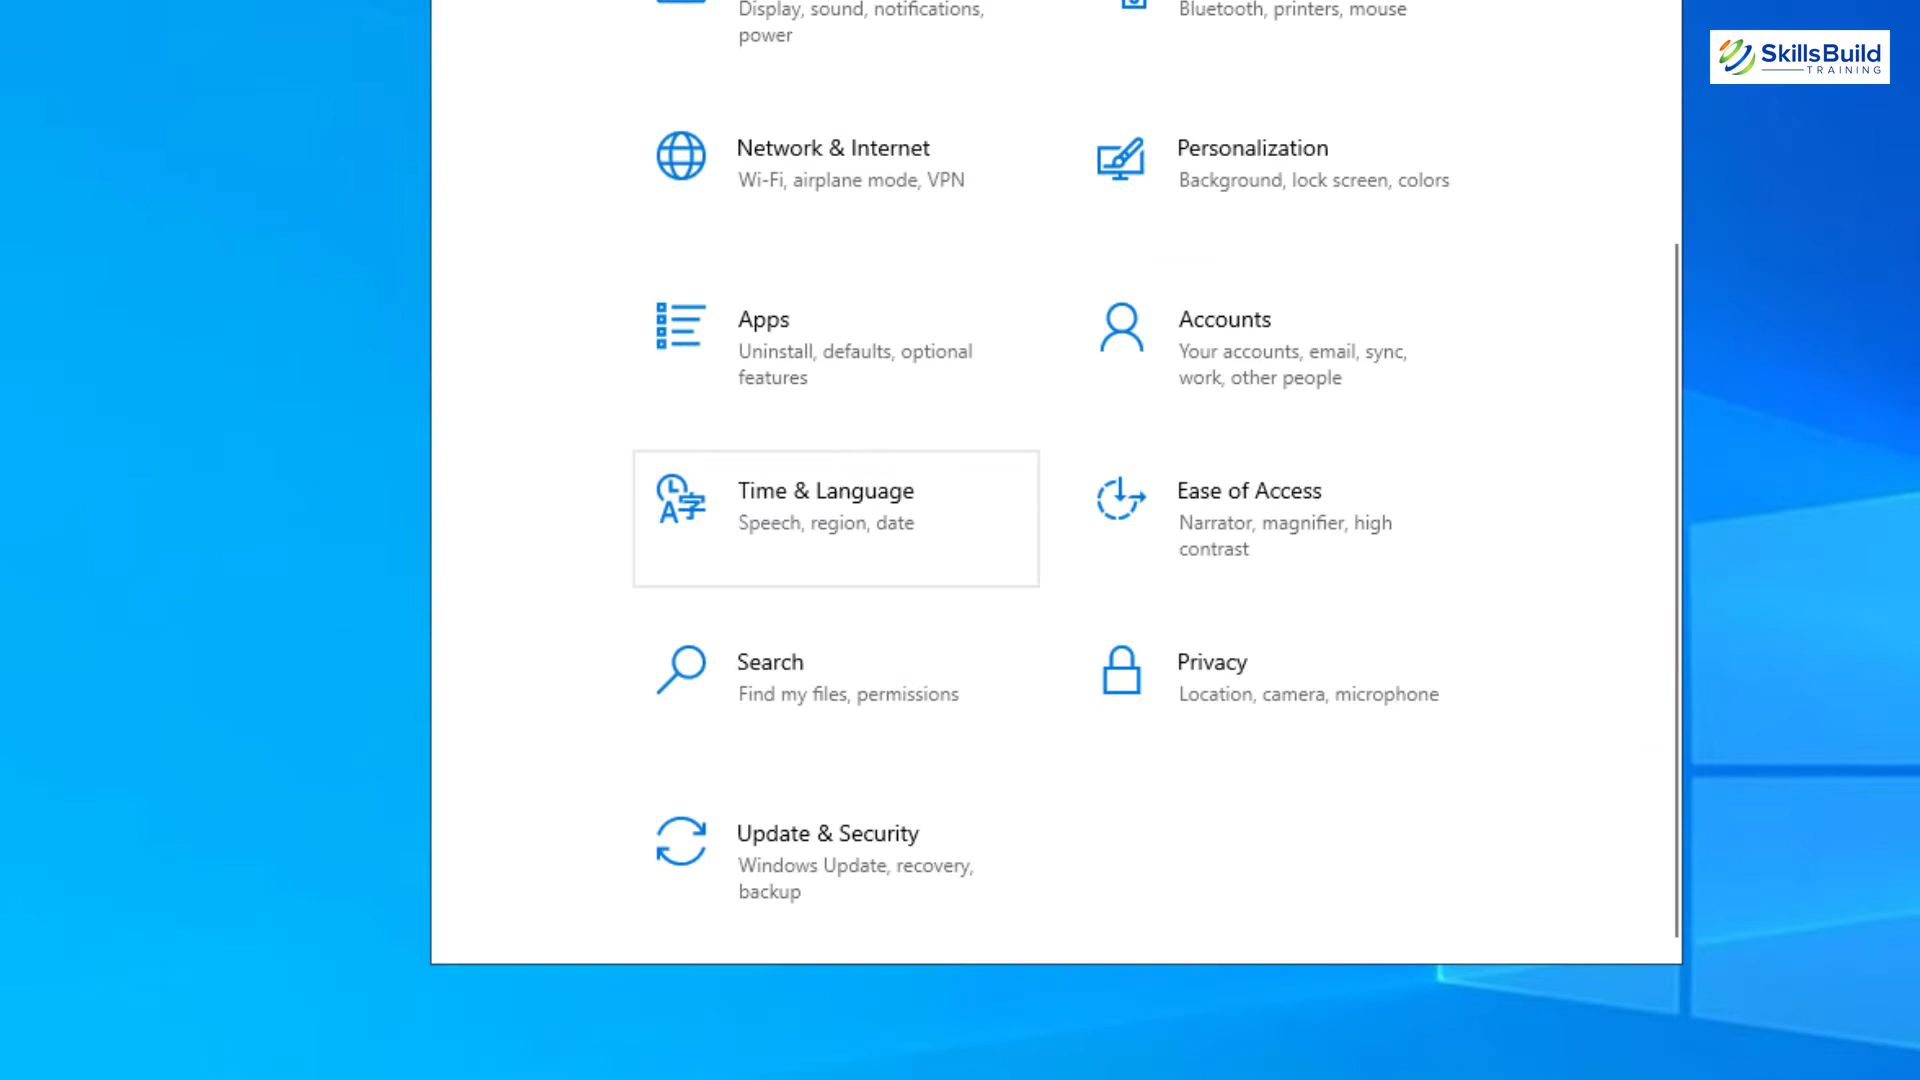 Display, sound, notifications,
power
Bluetooth, printers, mouse
SkillsBuild
TRAINING
Network & Internet
Wi-Fi, airplane mode, VPN
Personalization
Background, lock screen, colors
Apps
Uninstall, defaults, optional
features
Accounts
Your accounts, email, sync,
work, other people
Time & Language
Speech, region, date
Ease of Access
Narrator, magnifier, high
contrast
Search
Find my files, permissions
Privacy
Location, camera, microphone
Update & Security
Windows Update, recovery,
backup